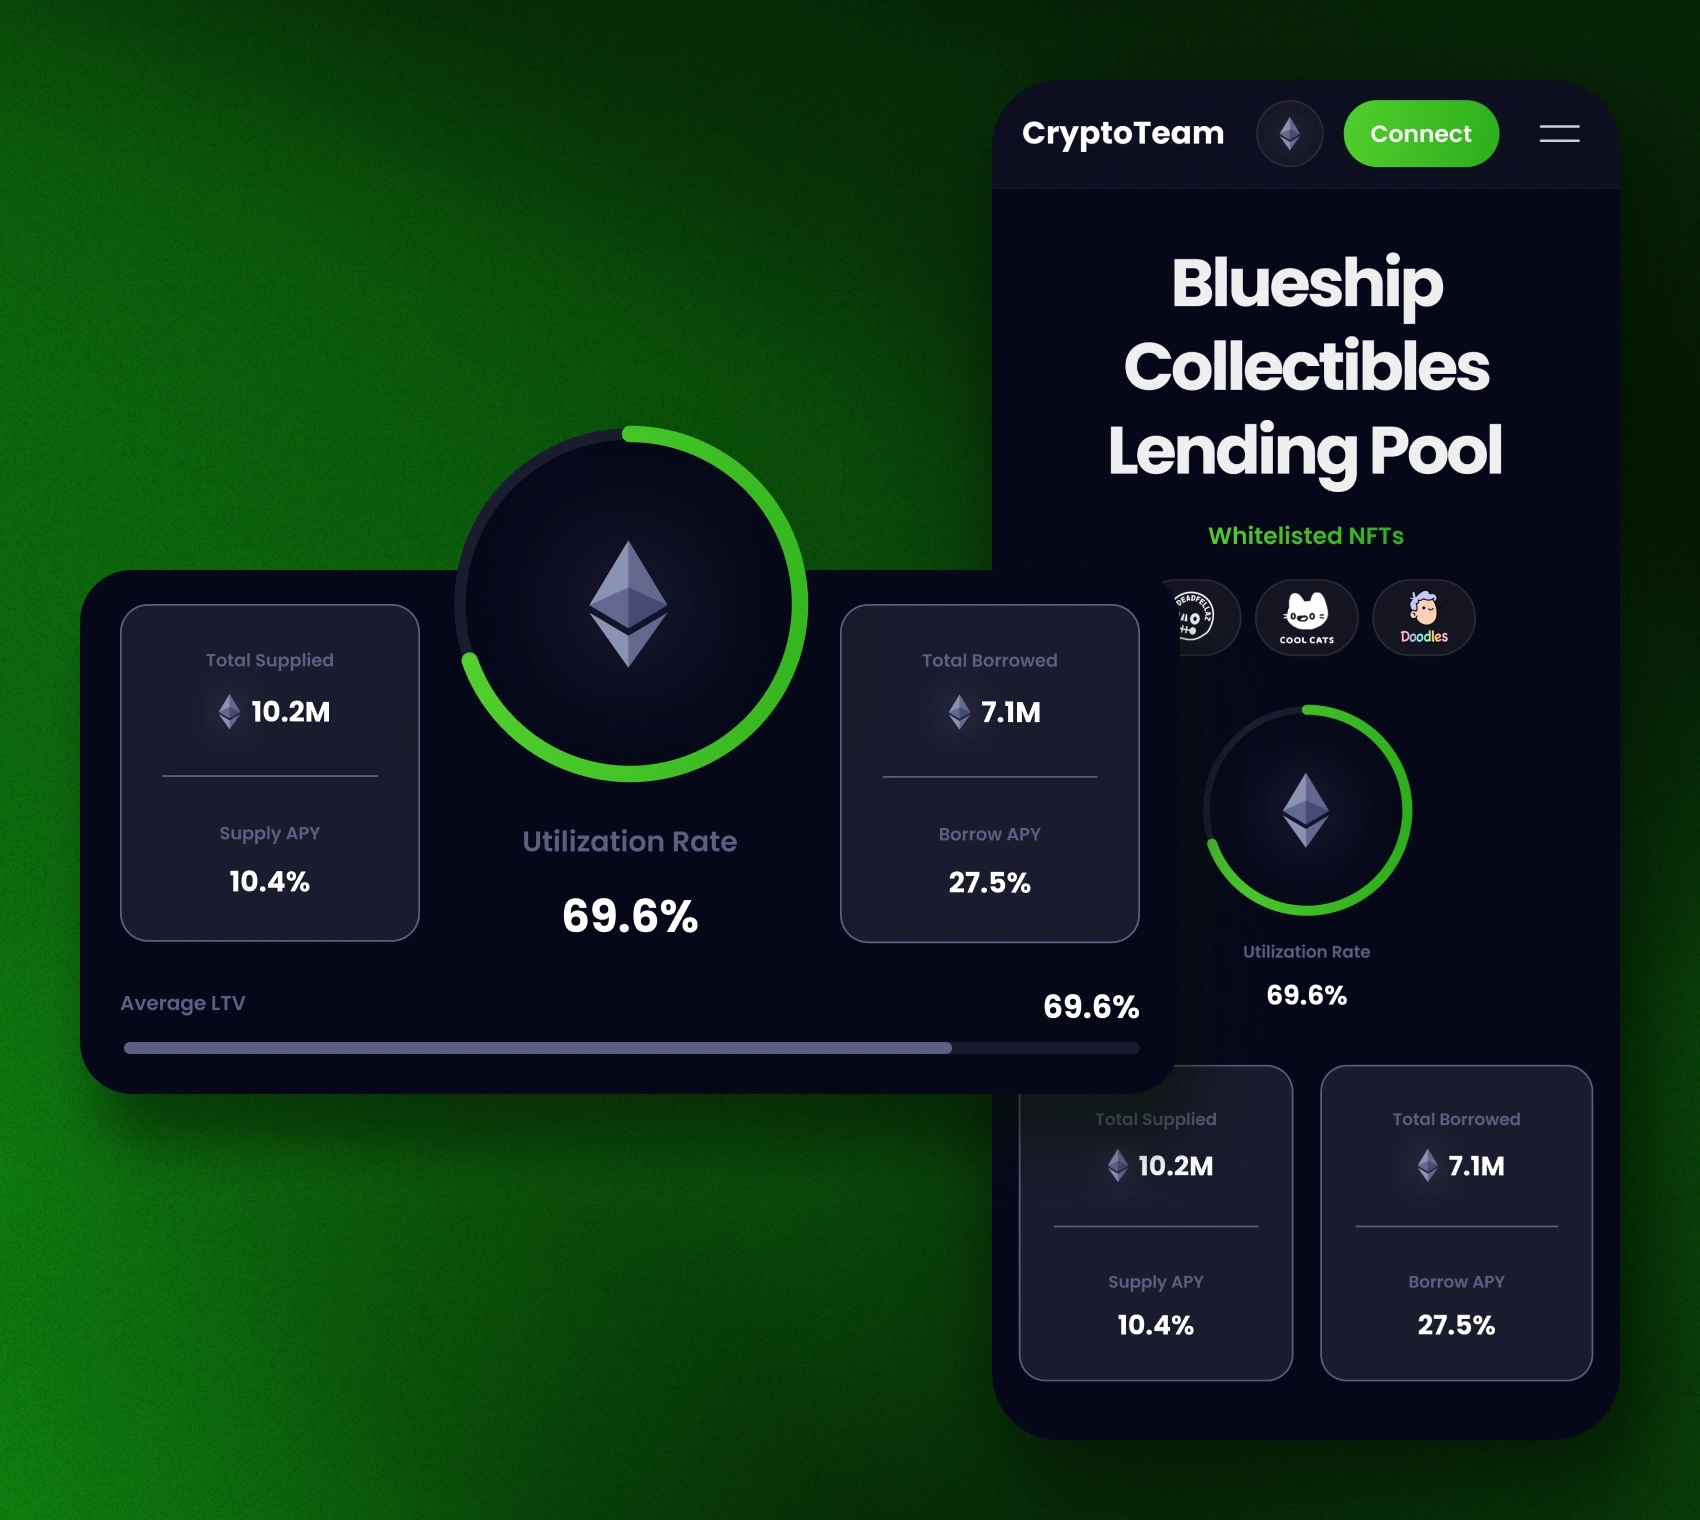 CryptoTeam
Connect
Blueship
Collectibles
Lending Pool
Whitelisted NFTs
DEADFELLAZ
COOL CATS
Doodles
Utilization Rate
69.6%
Total Supplied
10.2M
Supply APY
10.4%
Total Borrowed
7.1M
Borrow APY
27.5%
Total Supplied
10.2M
Supply APY
10.4%
Utilization Rate
69.6%
Total Borrowed
7.1M
Borrow APY
27.5%
Average LTV
69.6%